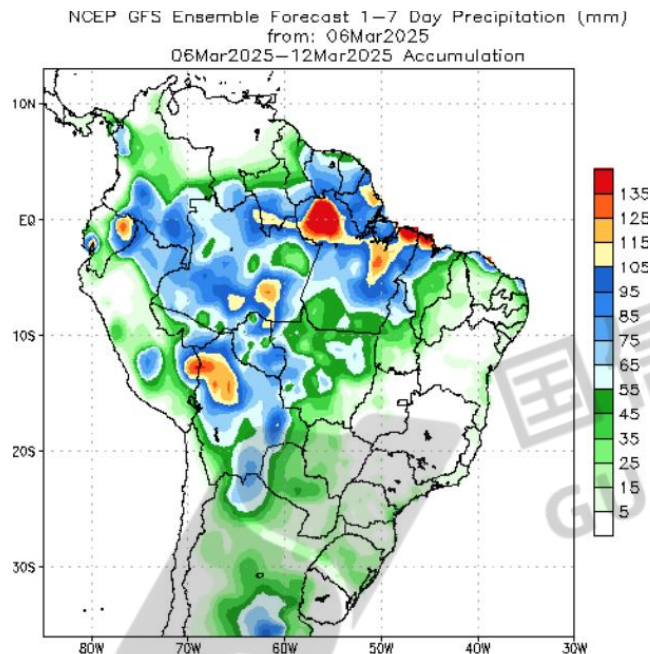 NCEP GFS Ensemble Forecast 1–7 Day Precipitation (mm)
from: 06Mar2025
06Mar2025–12Mar2025 Accumulation
10N
EQ
10S
20S
30S
80W
70W
60W
50W
40W
30W
135
125
115
105
95
85
75
65
55
45
35
25
15
5
国
GU